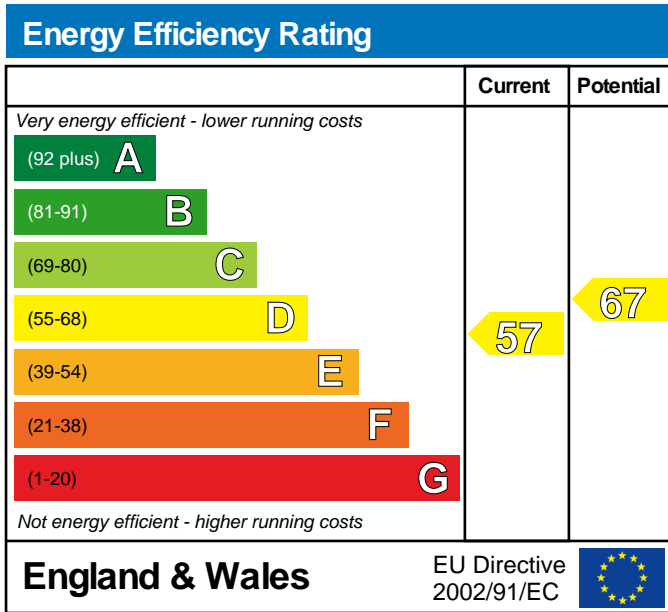 Energy Efficiency Rating
Current Potential
Very energy efficient - lower running costs
(92 plus) A
(81-91) B
(69-80) C
(55-68) D
(39-54) E
(21-38) F
(1-20) G
57
67
Not energy efficient - higher running costs
England & Wales
EU Directive
2002/91/EC